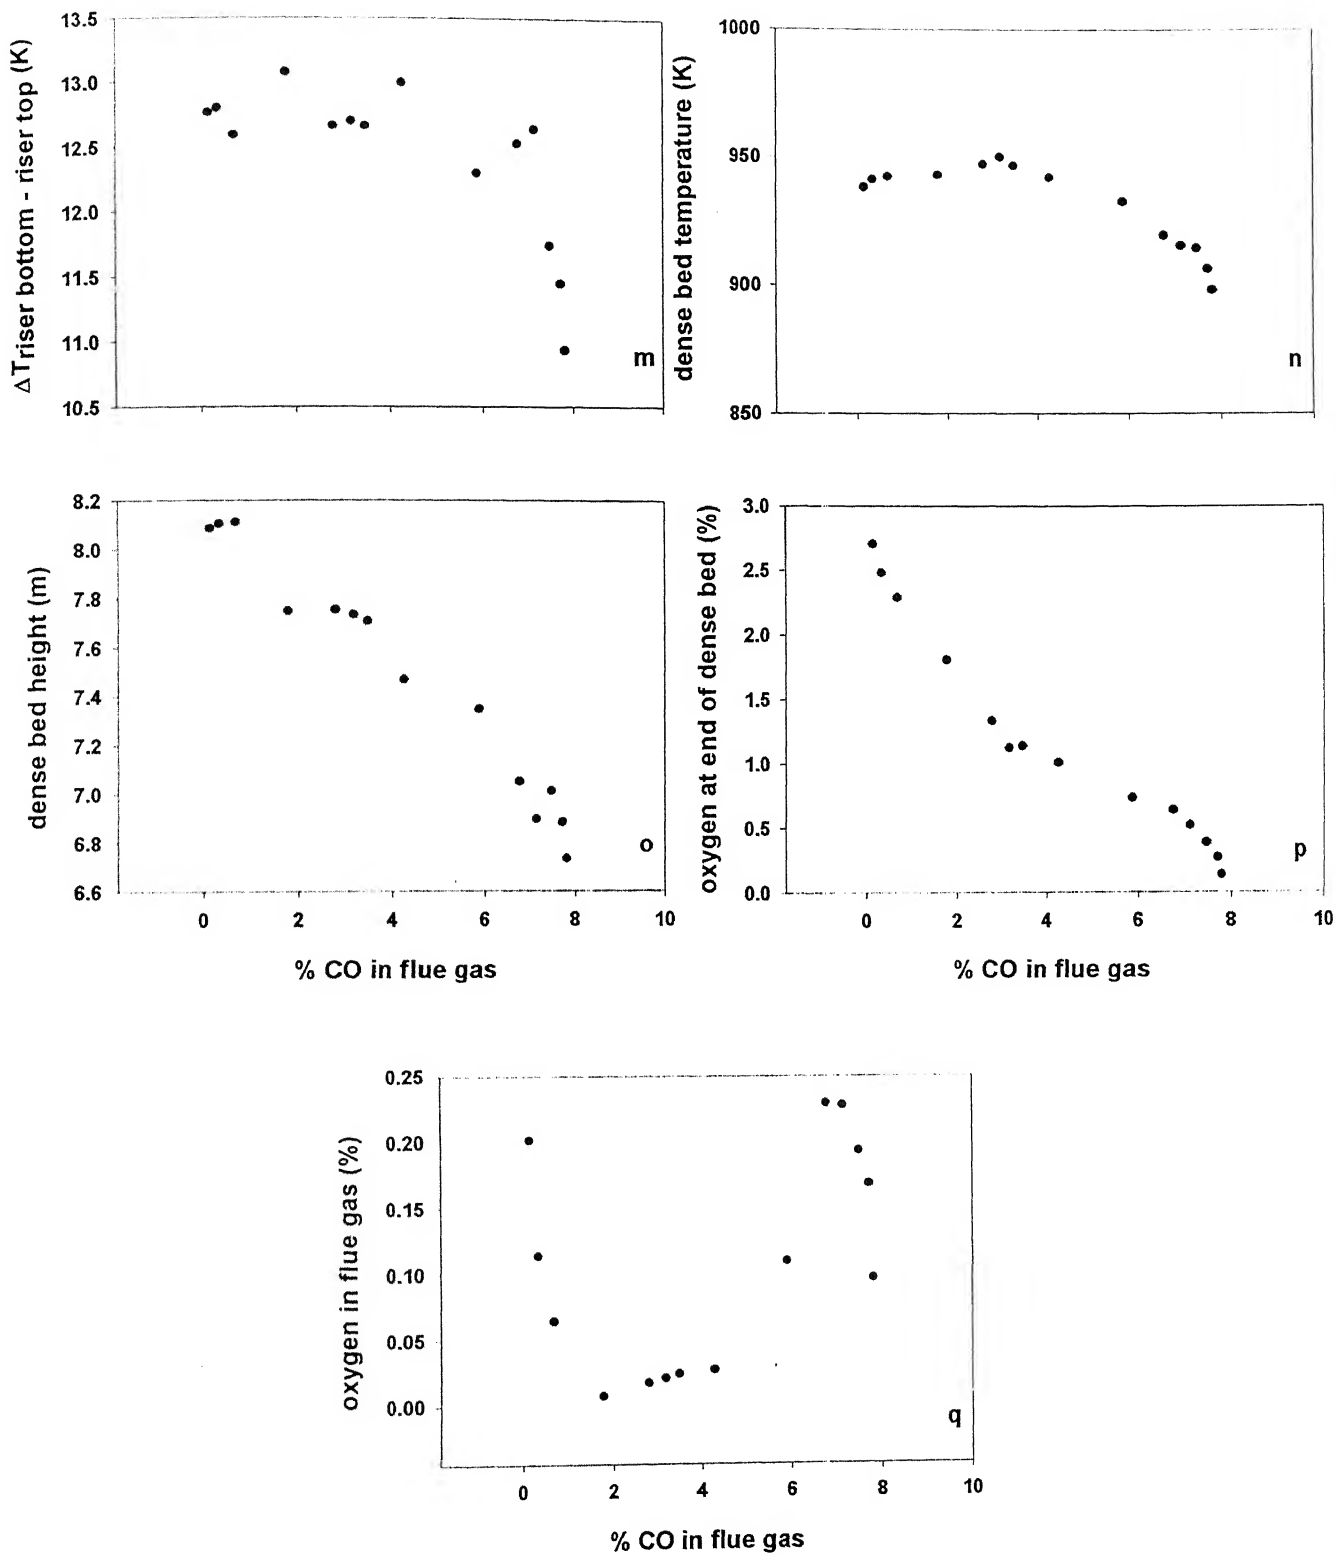 ΔTriser bottom - riser top (K)
13.5
13.0
12.5
12.0
11.5
11.0
10.5
m
dense bed temperature (K)
1000
950
900
850
n
dense bed height (m)
8.2
8.0
7.8
7.6
7.4
7.2
7.0
6.8
6.6
o
0 2 4 6 8 10
% CO in flue gas
oxygen at end of dense bed (%)
3.0
2.5
2.0
1.5
1.0
0.5
0.0
p
0 2 4 6 8 10
% CO in flue gas
oxygen in flue gas (%)
0.25
0.20
0.15
0.10
0.05
0.00
q
0 2 4 6 8 10
% CO in flue gas